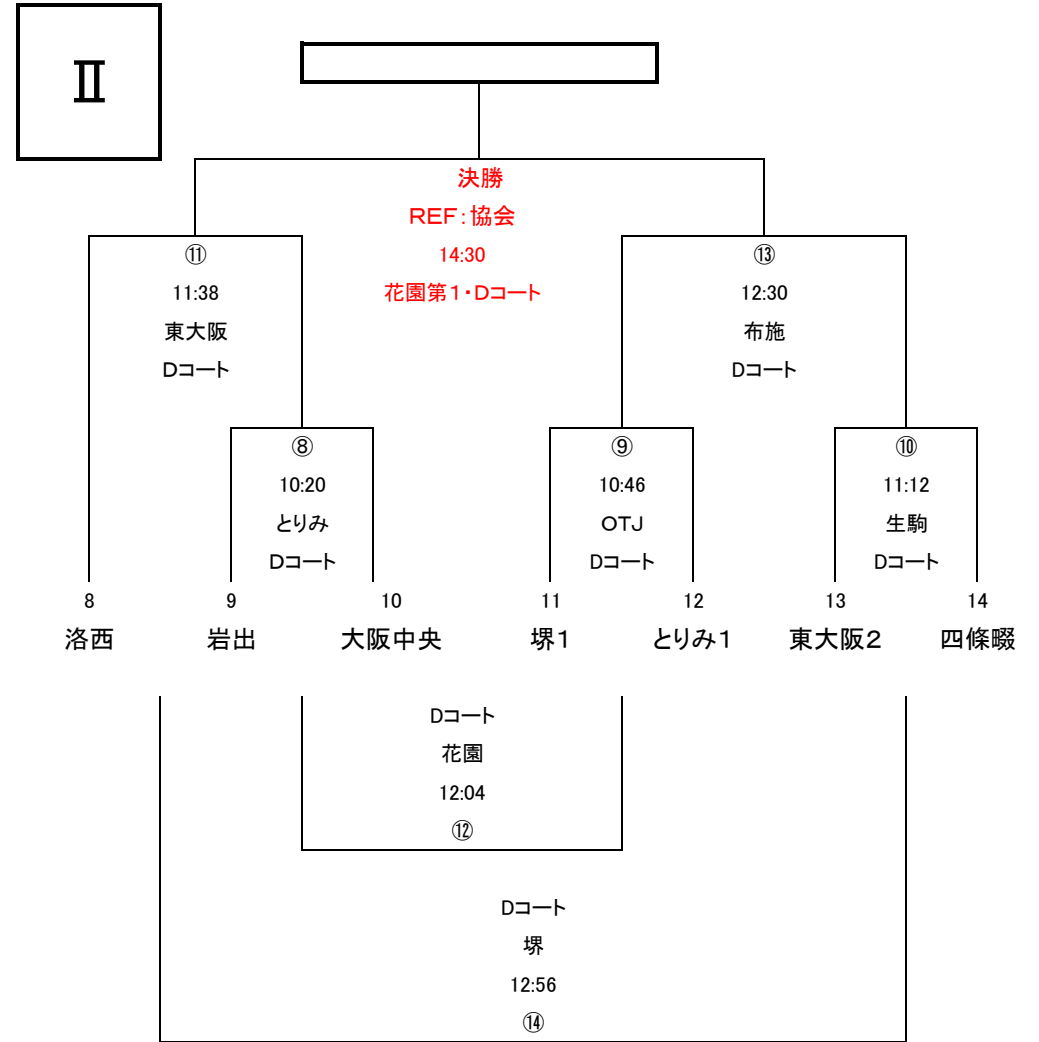 Ⅱ
決勝
REF:協会
14:30
花園第1・Dコート
⑪
11:38
東大阪
Dコート
⑬
12:30
布施
Dコート
⑧
10:20
とりみ
Dコート
⑨
10:46
OTJ
Dコート
⑩
11:12
生駒
Dコート
8 9 10 11 12 13 14
洛西 岩出 大阪中央 堺1 とりみ1 東大阪2 四條畷
Dコート
花園
12:04
⑫
Dコート
堺
12:56
⑭